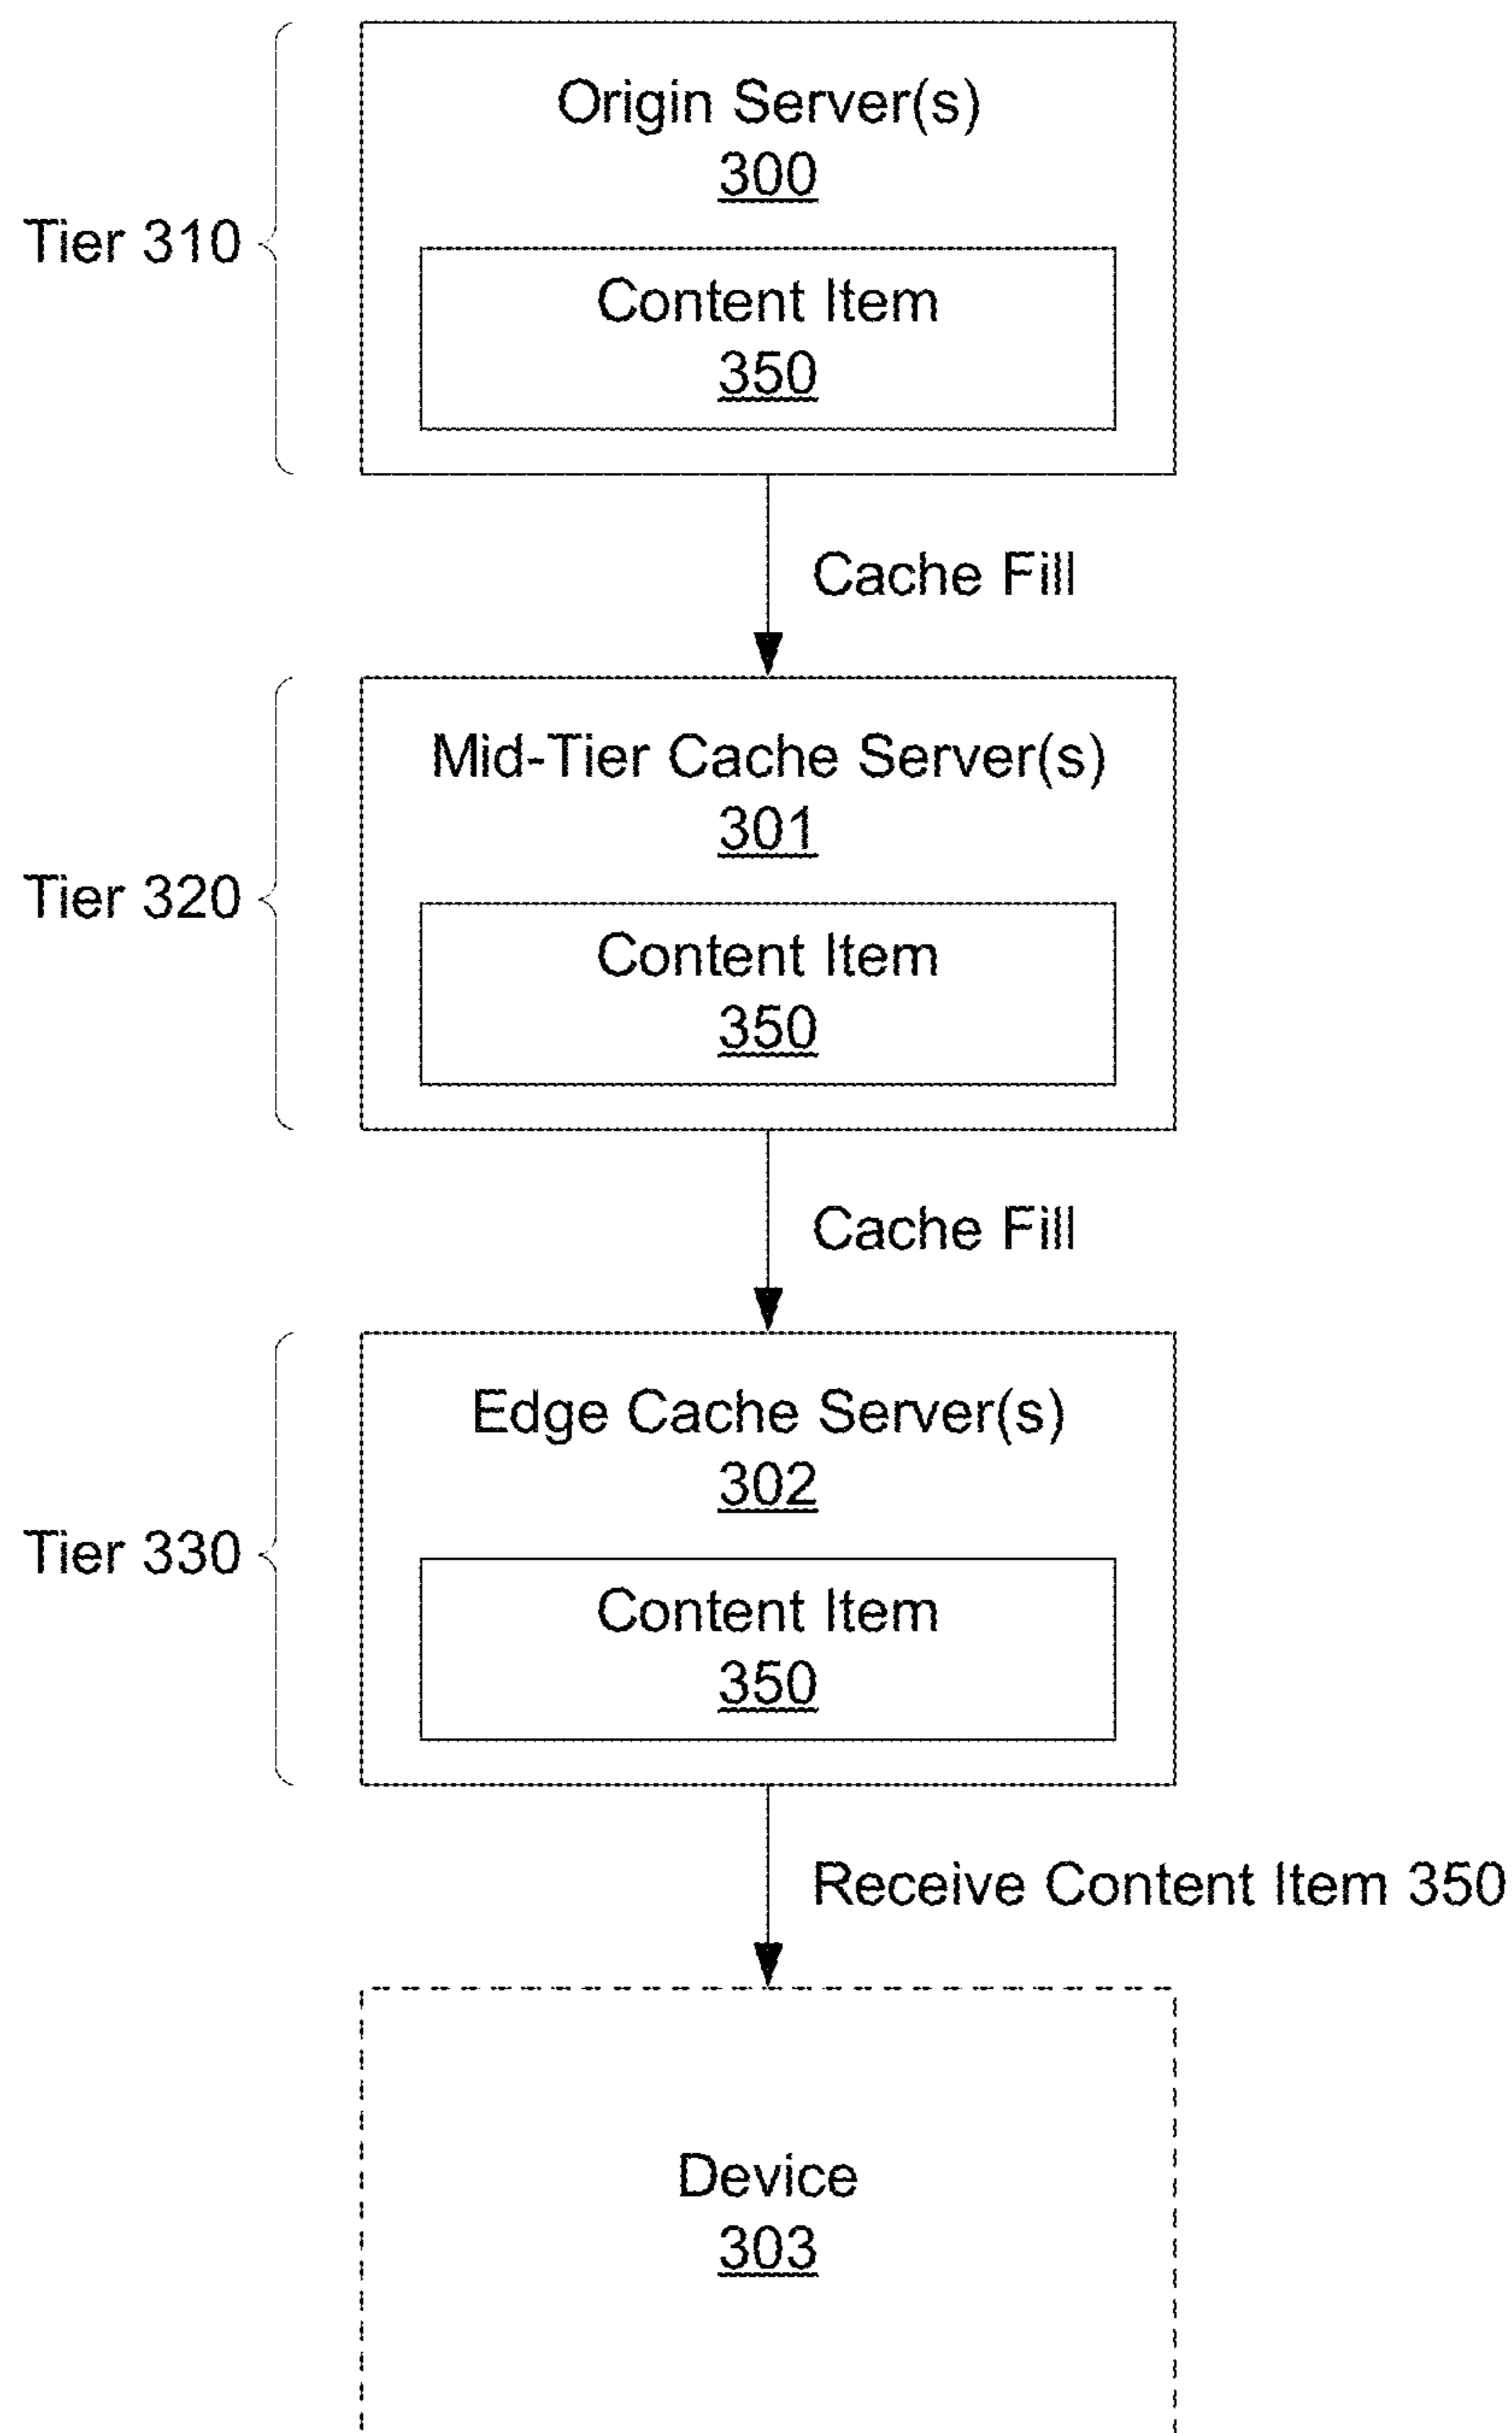 Origin Server(s)
300
Tier 310
Content Item
350
Cache Fill
Mid-Tier Cache Server(s)
301
Tier 320
Content Item
350
Cache Fill
Edge Cache Server(s)
302
Tier 330
Content Item
350
Receive Content Item 350
Device
303